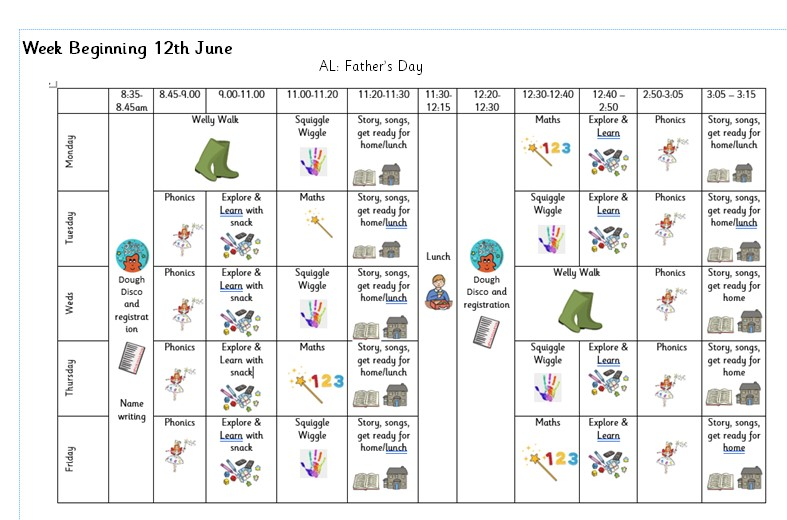 Week Beginning 12th June
AL: Father's Day
8:35-
8.45am
8.45-9.00
9.00-11.00
11.00-11.20
11:20-11:30
11:30-
12:15
12:20-
12:30
12:30-12:40
12:40 –
2:50
2:50-3:05
3:05 – 3:15
Monday
Welly Walk
Squiggle
Wiggle
Story, songs,
get ready for
home/lunch
Maths
123
Explore &
Learn
Phonics
Story, songs,
get ready for
home/lunch
Tuesday
Phonics
Explore &
Learn with
snack
Maths
Story, songs,
get ready for
home/lunch
Squiggle
Wiggle
Explore &
Learn
Phonics
Story, songs,
get ready for
home/lunch
Dough
Disco
and
registrat
ion
Name
writing
Lunch
Dough
Disco and
registration
Weds
Phonics
Explore &
Learn with
snack
Squiggle
Wiggle
Story, songs,
get ready for
home/lunch
Welly Walk
Phonics
Story, songs,
get ready for
home
Thursday
Phonics
Explore &
Learn with
snack
Maths
123
Story, songs,
get ready for
home/lunch
Squiggle
Wiggle
Explore &
Learn
Phonics
Story, songs,
get ready for
home
Friday
Phonics
Explore &
Learn with
snack
Squiggle
Wiggle
Story, songs,
get ready for
home/lunch
Maths
123
Explore &
Learn
Phonics
Story, songs,
get ready for
home